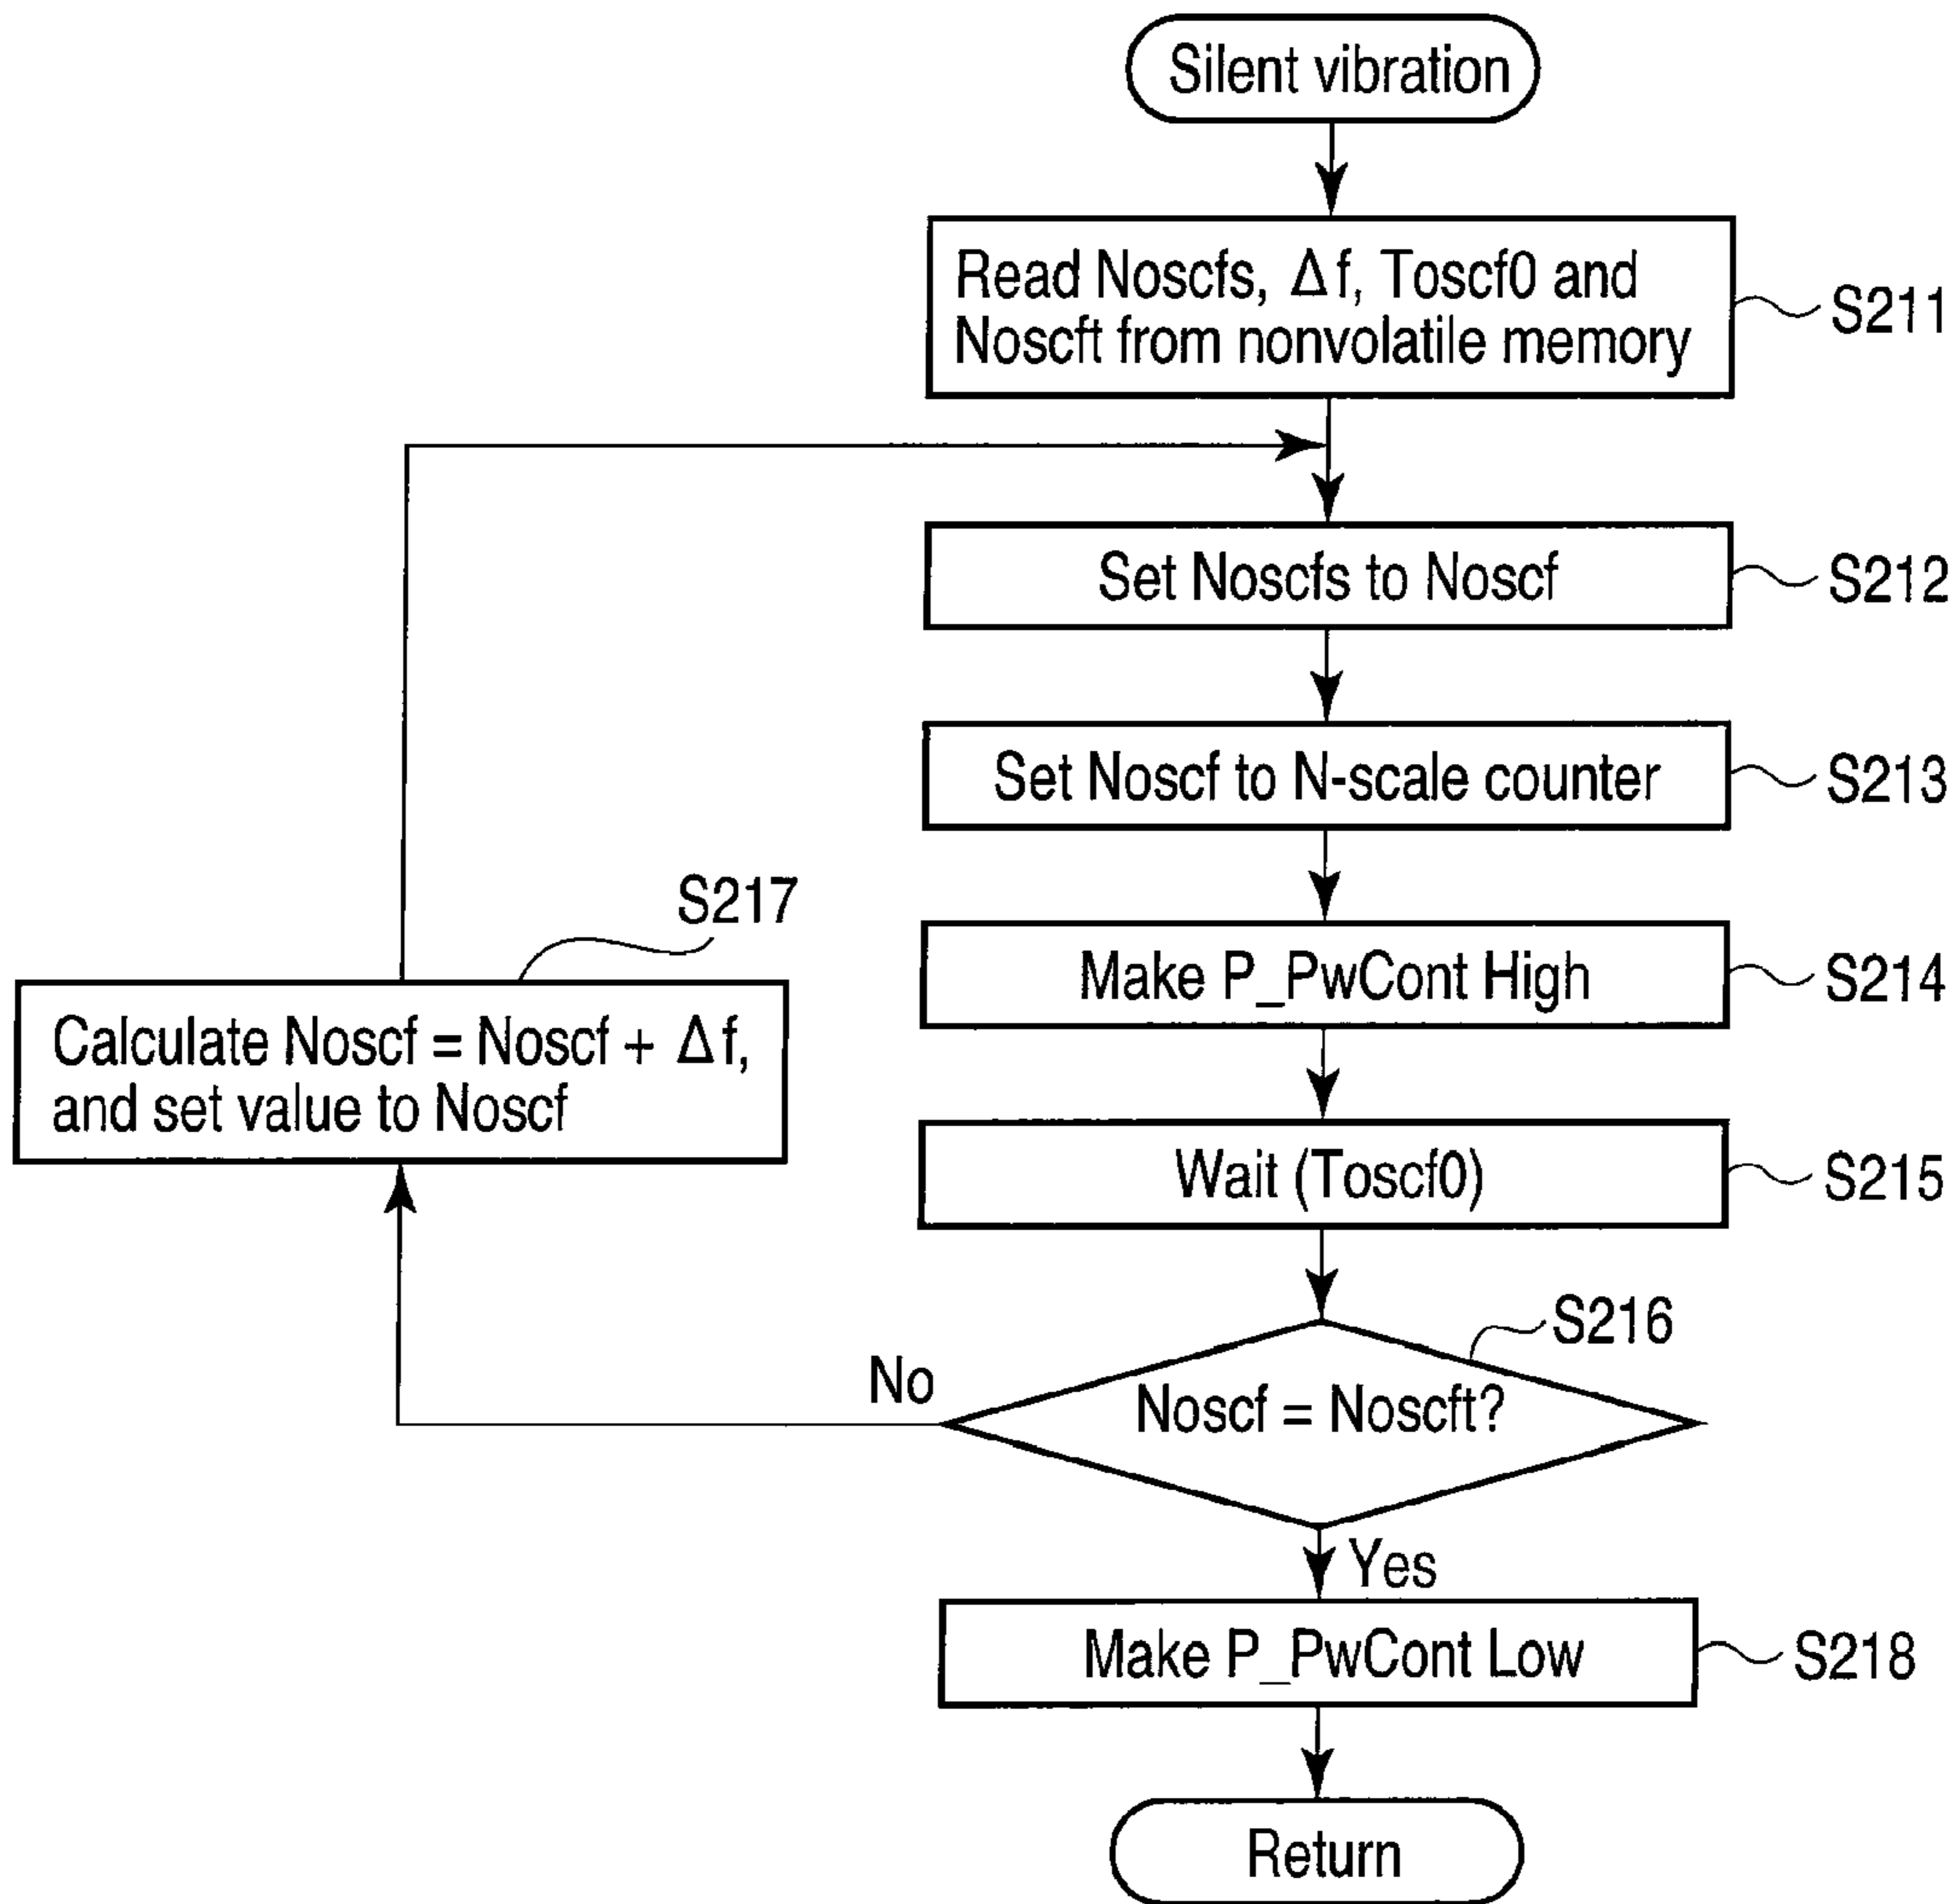 Silent vibration
Read Noscfs, Δf, Toscf0 and
Noscft from nonvolatile memory
S211
Set Noscfs to Noscf
S212
Set Noscf to N-scale counter
S213
S217
Make P_PwCont High
S214
Calculate Noscf = Noscf + Δf,
and set value to Noscf
Wait (Toscf0)
S215
S216
No
Noscf = Noscft?
Yes
Make P_PwCont Low
S218
Return